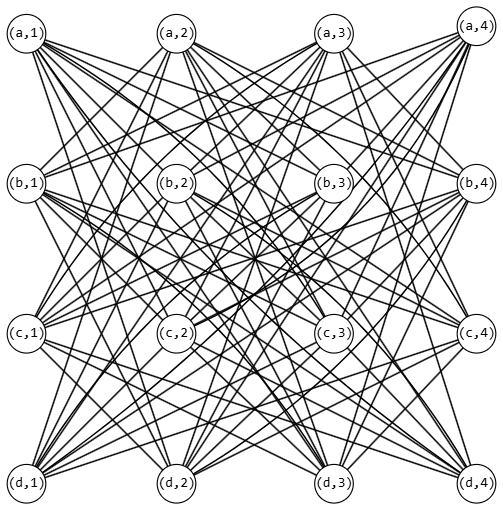 (a,1) (a,2) (a,3) (a,4)
(b,1) (b,2) (b,3) (b,4)
(c,1) (c,2) (c,3) (c,4)
(d,1) (d,2) (d,3) (d,4)